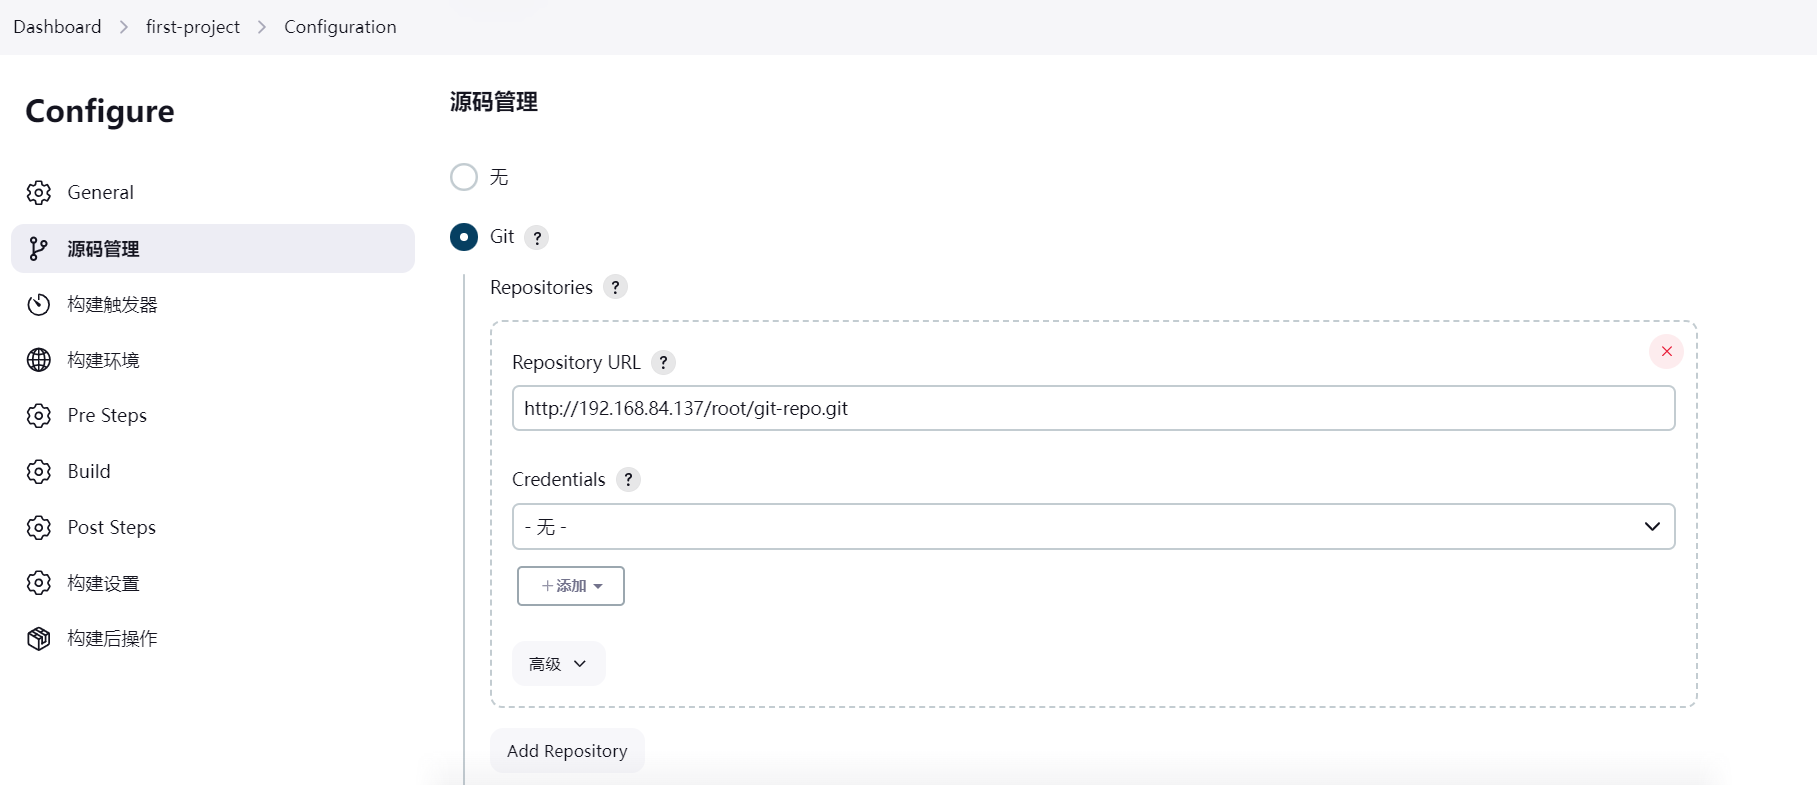 Dashboard > first-project > Configuration
Configure
General
源码管理
构建触发器
构建环境
Pre Steps
Build
Post Steps
构建设置
构建后操作
源码管理
无
Git ?
Repositories ?
Repository URL ?
http://192.168.84.137/root/git-repo.git
Credentials ?
- 无 -
+添加
高级
Add Repository